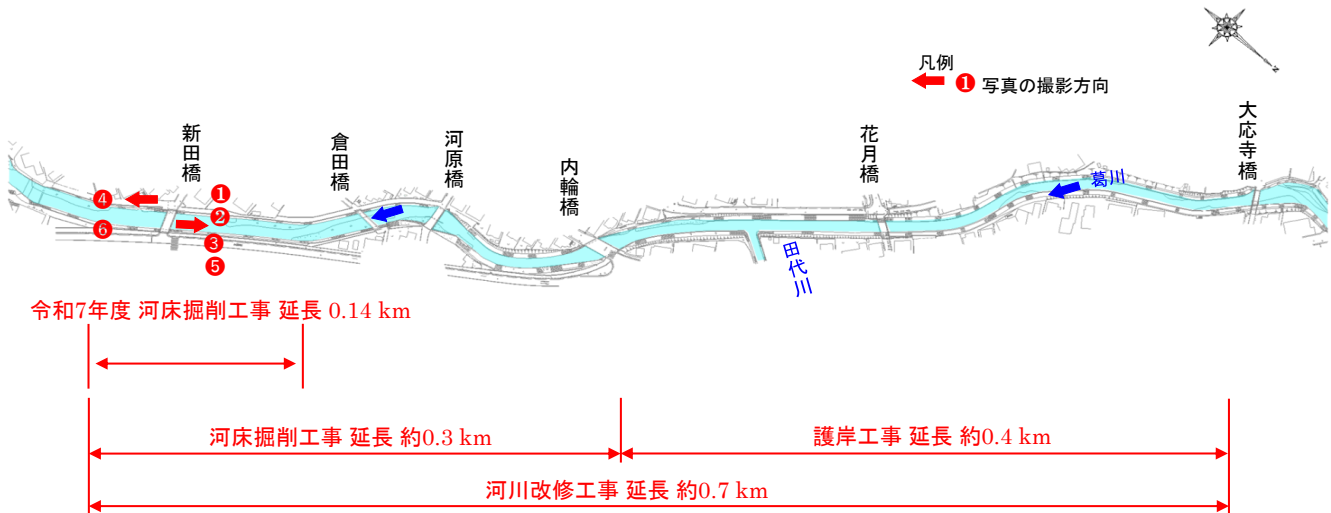 凡例
❶ 写真の撮影方向
新田橋
倉田橋
河原橋
内輪橋
花月橋
大応寺橋
葛川
田代川
❶
❷
❸
❹
❺
❻
令和7年度 河床掘削工事 延長 0.14 km
河床掘削工事 延長 約0.3 km
護岸工事 延長 約0.4 km
河川改修工事 延長 約0.7 km